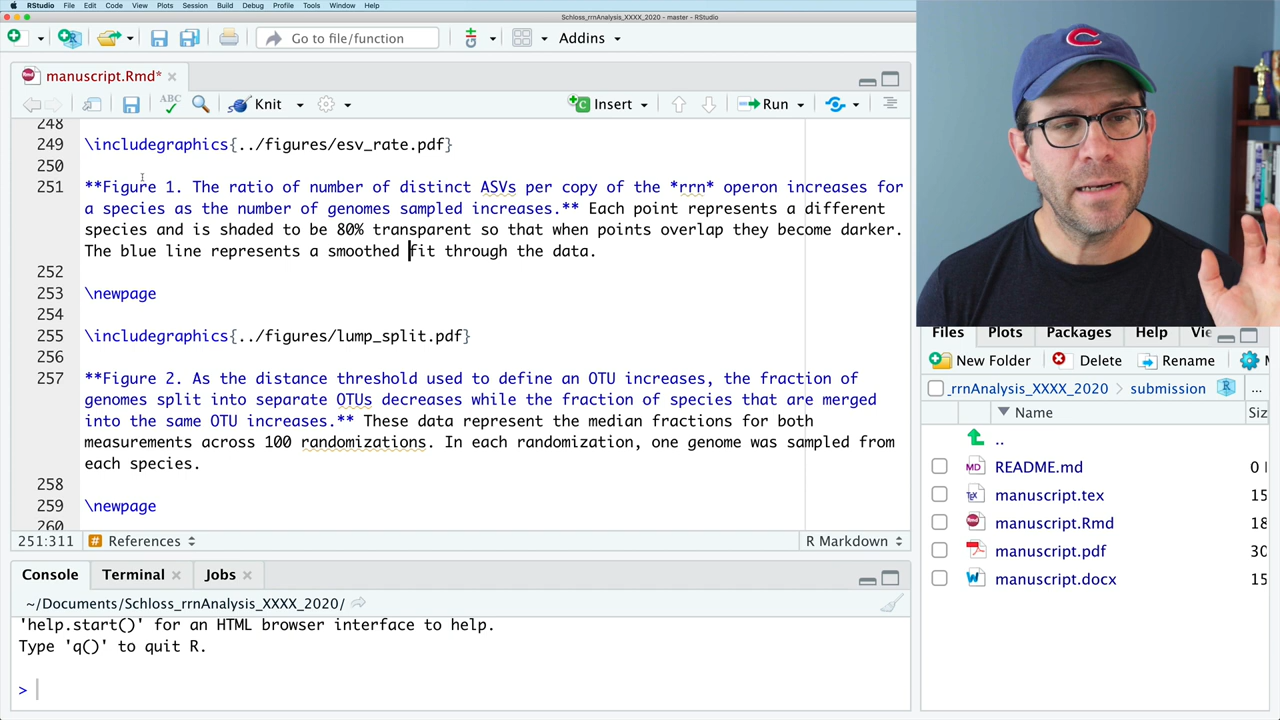 RStudio File Edit Code View Plots Session Build Debug Profile Tools Window Help
Schloss_rrnAnalysis_XXXX_2020 - master - RStudio
Go to file/function Addins
manuscript.Rmd*
ABC Knit Insert Run
248
249 \includegraphics{../figures/esv_rate.pdf}
250
251 **Figure 1. The ratio of number of distinct ASVs per copy of the *rrn* operon increases for
a species as the number of genomes sampled increases.** Each point represents a different
species and is shaded to be 80% transparent so that when points overlap they become darker.
The blue line represents a smoothed fit through the data.
252
253 \newpage
254
255 \includegraphics{../figures/lump_split.pdf}
256
257 **Figure 2. As the distance threshold used to define an OTU increases, the fraction of
genomes split into separate OTUs decreases while the fraction of species that are merged
into the same OTU increases.** These data represent the median fractions for both
measurements across 100 randomizations. In each randomization, one genome was sampled from
each species.
258
259 \newpage
260
251:311 # References R Markdown
Console Terminal Jobs
~/Documents/Schloss_rrnAnalysis_XXXX_2020/
'help.start()' for an HTML browser interface to help.
Type 'q()' to quit R.
>
C
Files Plots Packages Help Vi
New Folder Delete Rename
_rrnAnalysis_XXXX_2020 > submission ...
Name Siz
..
README.md 0
manuscript.tex 15
manuscript.Rmd 18
manuscript.pdf 30
manuscript.docx 15